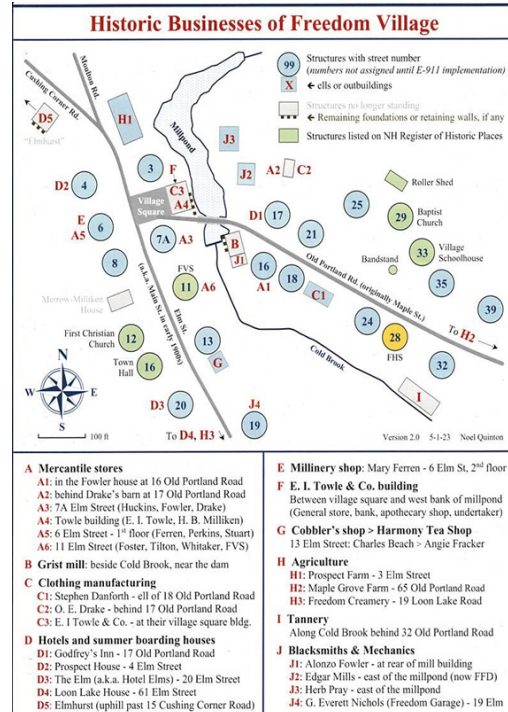 Historic Businesses of Freedom Village
99
Structures with street number
(numbers not assigned until E-911 implementation)
X
← ells or outbuildings
Structures no longer standing
← Remaining foundations or retaining walls, if any
Structures listed on NH Register of Historic Places
Cushing Corner Rd.
Moulton Rd.
D5
"Elmhurst"
H1
Millpond
J3
J2
A2
C2
Roller Shed
D2
4
3
F
C3
A4
Village
Square
D1
17
25
29
Baptist
Church
E
A5
6
7A
A3
B
J1
21
33
Village
Schoolhouse
Bandstand
8
FVS
11
A6
16
A1
18
C1
Old Portland Rd. (originally Maple St.)
35
39
Merrow-Milliken
House
(a.k.a. Main St. in early 1900s)
Elm St.
24
28
FHS
To H2
First Christian
Church
12
13
G
Cold Brook
32
Town
Hall
16
I
N
W
E
S
100 ft
D3
20
J4
19
To D4, H3
Version 2.0 5-1-23 Noel Quinton
A Mercantile stores
A1: in the Fowler house at 16 Old Portland Road
A2: behind Drake's barn at 17 Old Portland Road
A3: 7A Elm Street (Huckins, Fowler, Drake)
A4: Towle building (E. I. Towle, H. B. Milliken)
A5: 6 Elm Street - 1st floor (Ferren, Perkins, Stuart)
A6: 11 Elm Street (Foster, Tilton, Whitaker, FVS)
B Grist mill: beside Cold Brook, near the dam
C Clothing manufacturing
C1: Stephen Danforth - ell of 18 Old Portland Road
C2: O. E. Drake - behind 17 Old Portland Road
C3: E. I Towle & Co. - at their village square bldg.
D Hotels and summer boarding houses
D1: Godfrey's Inn - 17 Old Portland Road
D2: Prospect House - 4 Elm Street
D3: The Elm (a.k.a. Hotel Elms) - 20 Elm Street
D4: Loon Lake House - 61 Elm Street
D5: Elmhurst (uphill past 15 Cushing Corner Road)
E Millinery shop: Mary Ferren - 6 Elm St, 2nd floor
F E. I. Towle & Co. building
Between village square and west bank of millpond
(General store, bank, apothecary shop, undertaker)
G Cobbler's shop > Harmony Tea Shop
13 Elm Street: Charles Beach > Angie Fracker
H Agriculture
H1: Prospect Farm - 3 Elm Street
H2: Maple Grove Farm - 65 Old Portland Road
H3: Freedom Creamery - 19 Loon Lake Road
I Tannery
Along Cold Brook behind 32 Old Portland Road
J Blacksmiths & Mechanics
J1: Alonzo Fowler - at rear of mill building
J2: Edgar Mills - east of the millpond (now FFD)
J3: Herb Pray - east of the millpond
J4: G. Everett Nichols (Freedom Garage) - 19 Elm